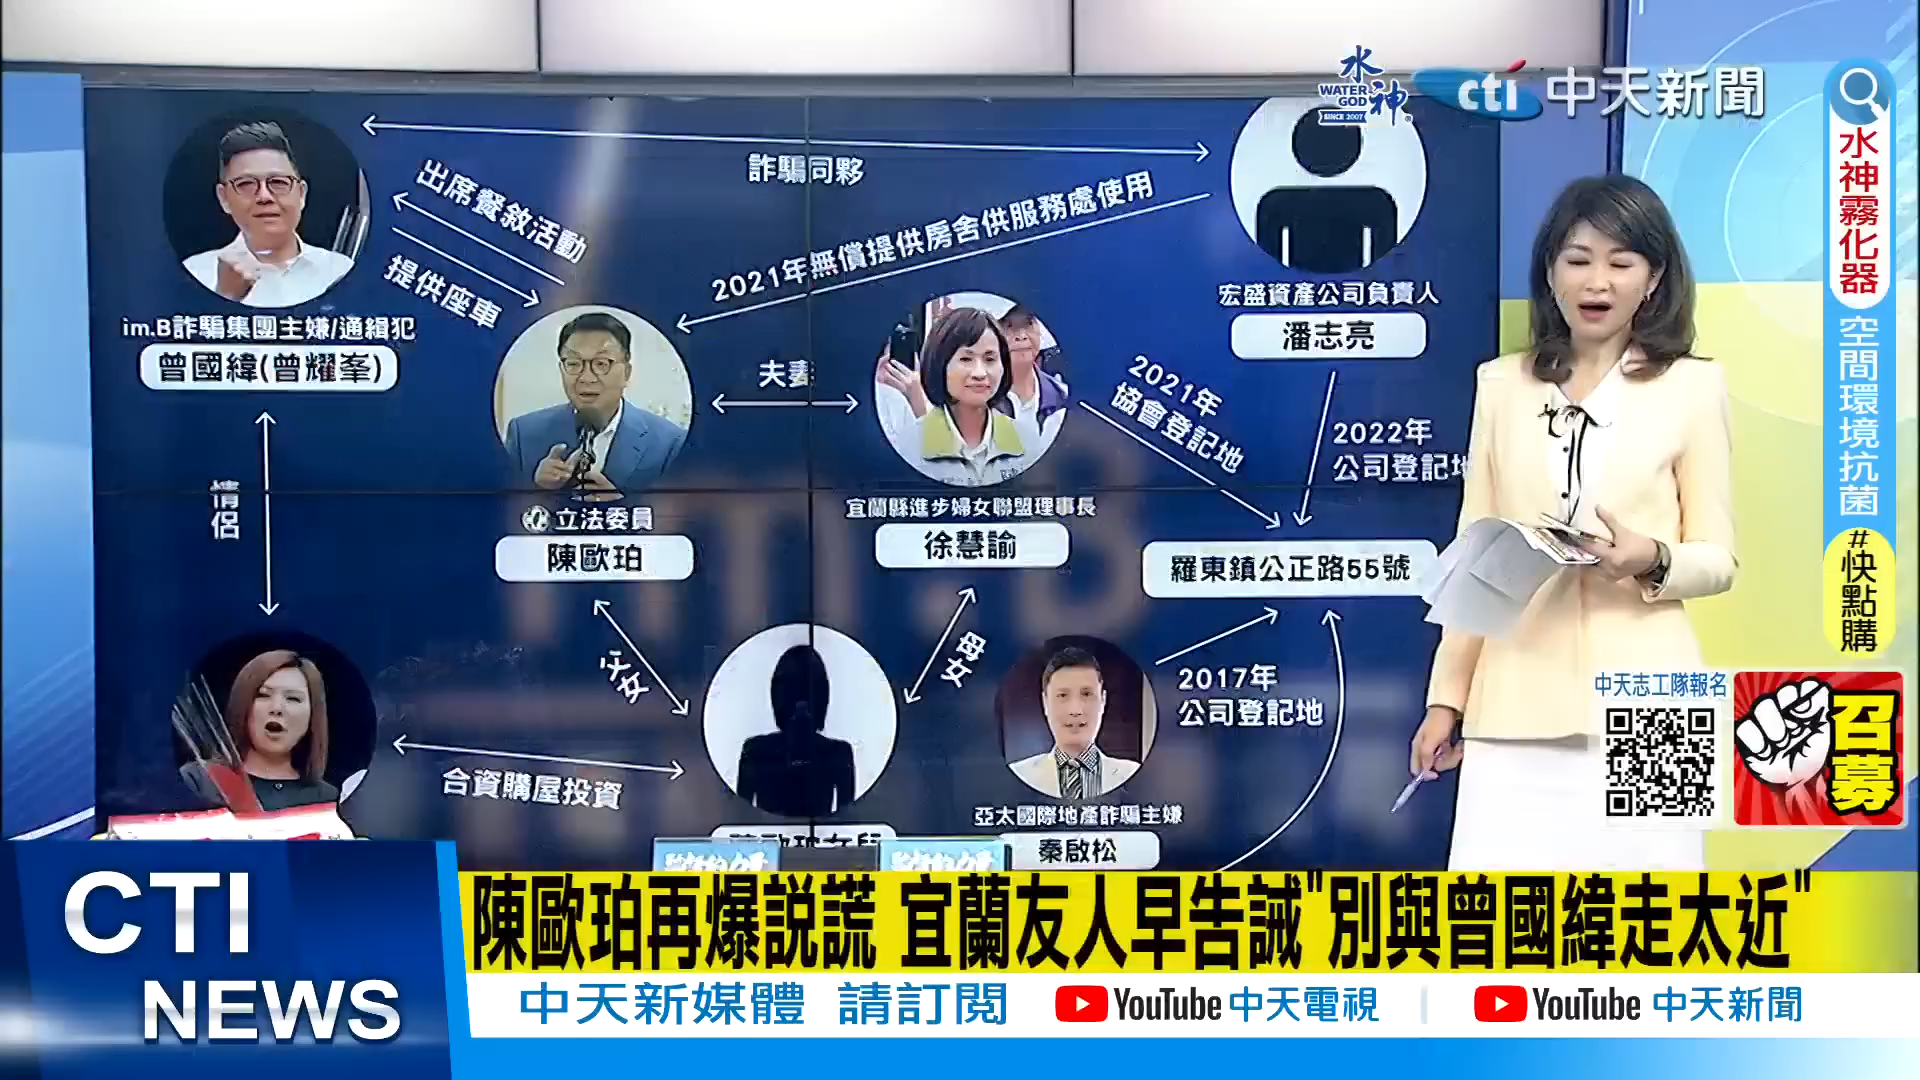 水神
WATER GOD
SINCE 2007
cti 中天新聞
詐騙同夥
出席餐敘活動
提供座車
2021年無償提供房舍供服務處使用
im.B詐騙集團主嫌/通緝犯
曾國緯(曾耀峯)
宏盛資產公司負責人
潘志亮
夫妻
2021年
協會登記地
2022年
公司登記地
情侶
立法委員
陳歐珀
宜蘭縣進步婦女聯盟理事長
徐慧諭
羅東鎮公正路55號
父女
母女
2017年
公司登記地
合資購屋投資
亞太國際地產詐騙主嫌
秦啟松
水神霧化器
空間環境抗菌
#快點購
中天志工隊報名
召募
CTI
NEWS
陳歐珀再爆説謊 宜蘭友人早告誡"別與曾國緯走太近"
中天新媒體 請訂閱 YouTube 中天電視 YouTube 中天新聞